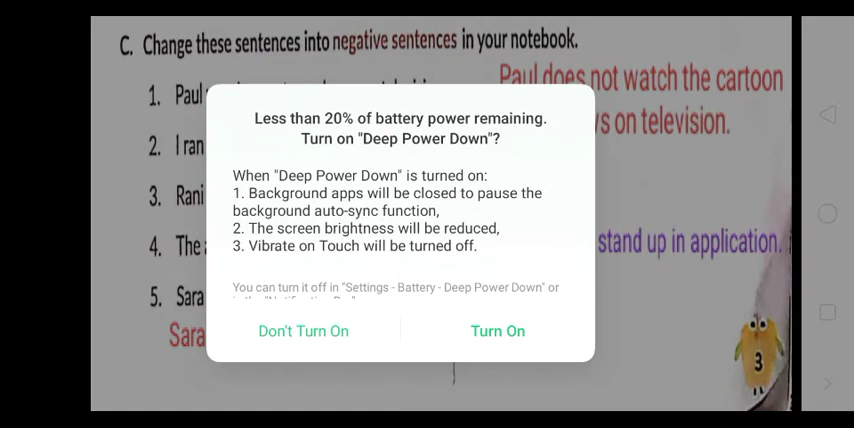 C. Change these sentences into negative sentences in your notebook.
Paul does not watch the cartoon
1. Paul
s on television.
2. I ran
3. Rani
4. The
stand up in application.
5. Sara
Sara
3
Less than 20% of battery power remaining.
Turn on "Deep Power Down"?
When "Deep Power Down" is turned on:
1. Background apps will be closed to pause the
background auto-sync function,
2. The screen brightness will be reduced,
3. Vibrate on Touch will be turned off.
You can turn it off in "Settings - Battery - Deep Power Down" or
Don't Turn On
Turn On